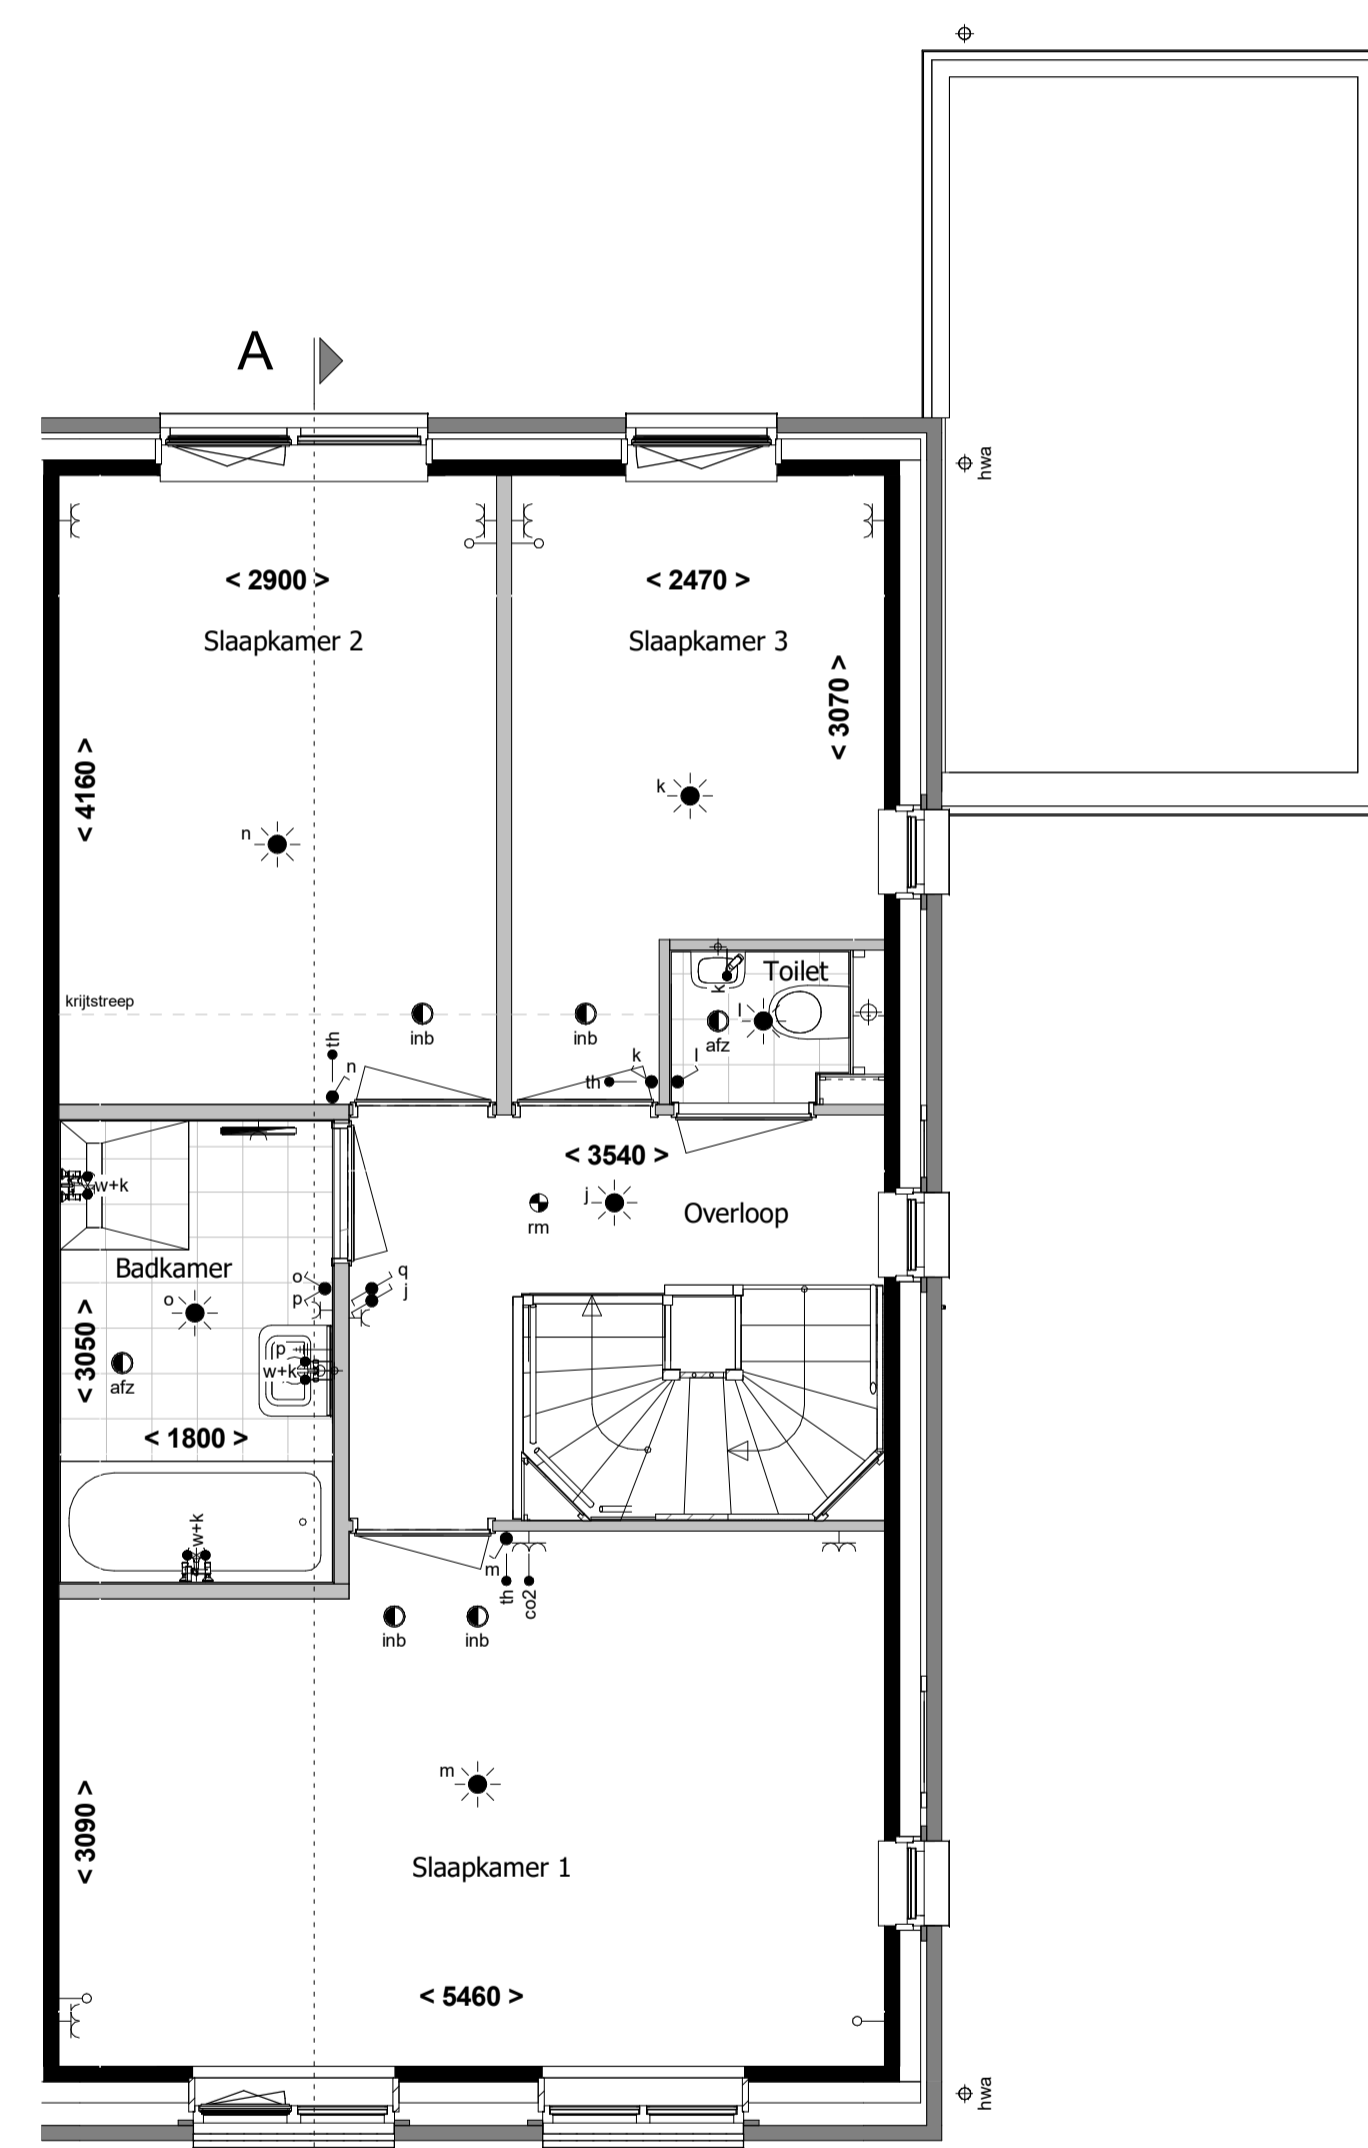 A
hwa
< 2900 >
< 2470 >
Slaapkamer 2
Slaapkamer 3
< 3070 >
< 4160 >
k
n
Toilet
krijtstreep
k
l
inb
inb
afz
th
n
k
l
th
< 3540 >
w+k
j
rm
Overloop
Badkamer
o
q
o
p
j
< 3050 >
p
w+k
afz
< 1800 >
w+k
m
th
co2
inb
inb
m
< 3090 >
Slaapkamer 1
< 5460 >
hwa